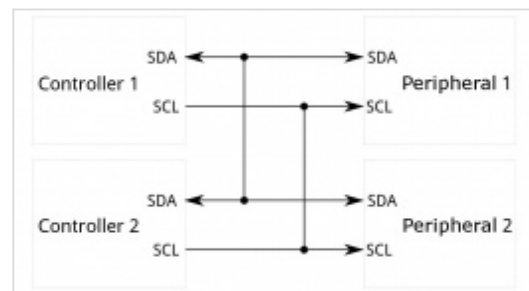 SDA SDA
Controller 1 Peripheral 1
SCL SCL
SDA SDA
Controller 2 Peripheral 2
SCL SCL